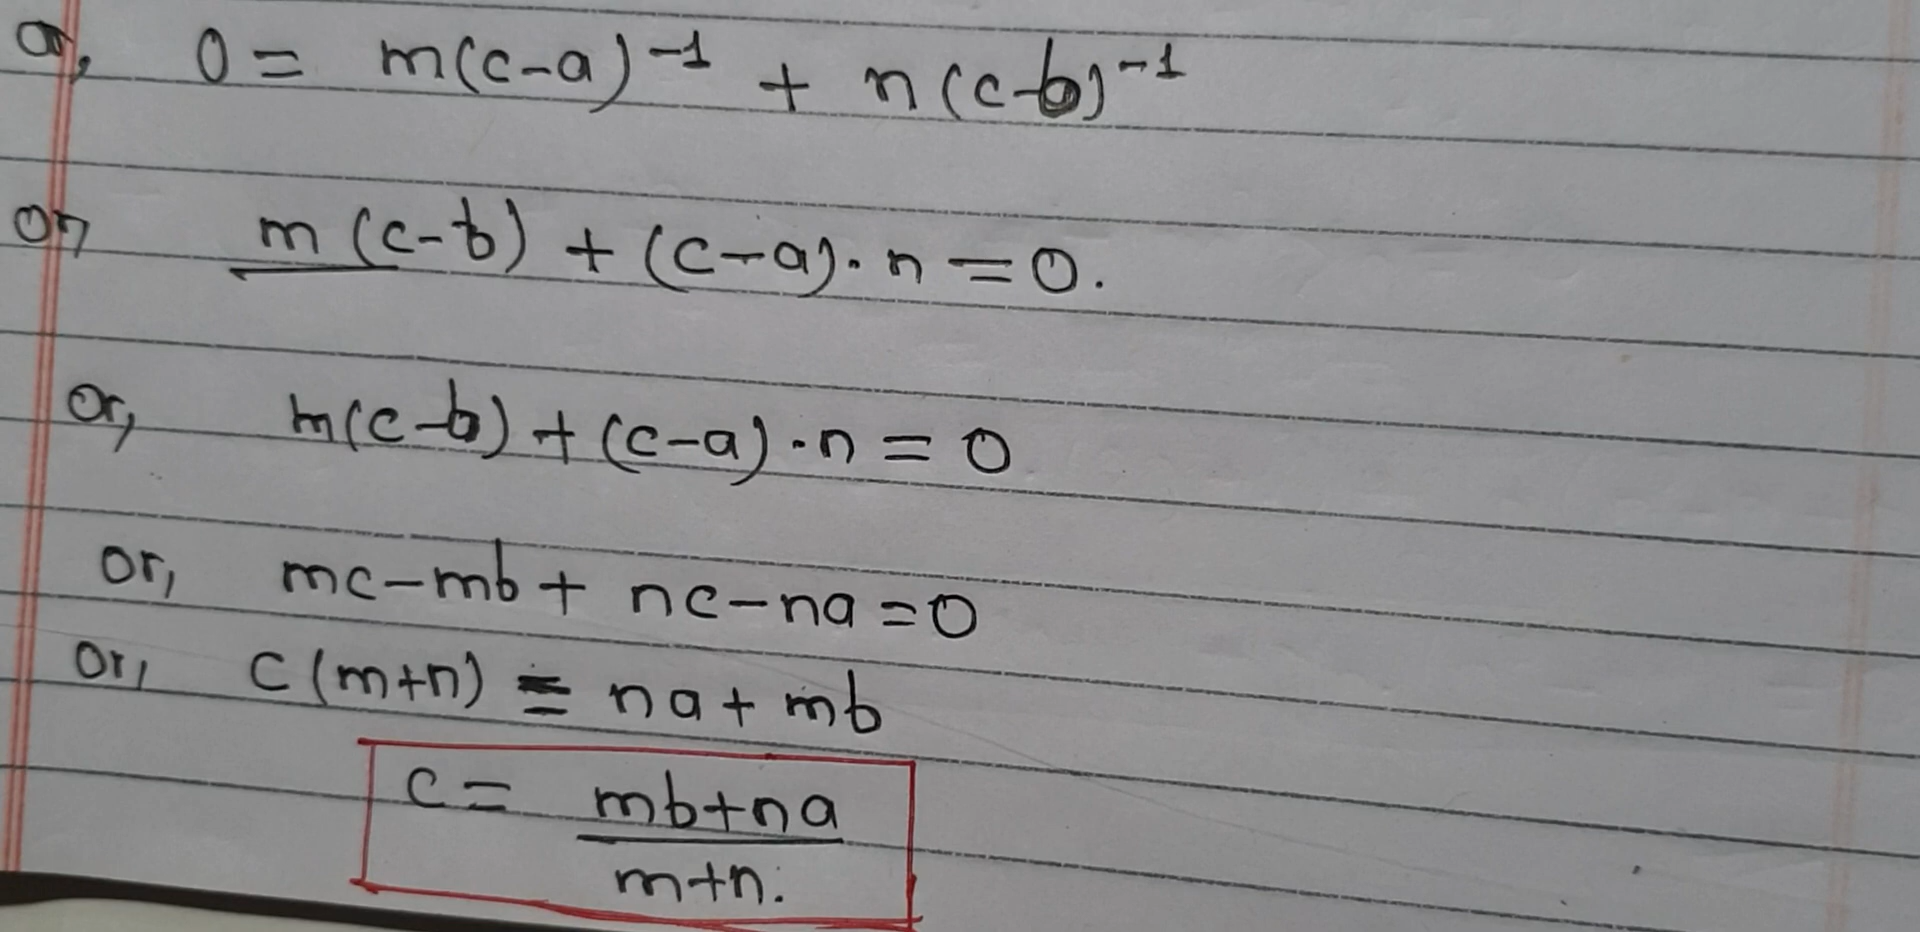 or, 0 = m(c-a)⁻¹ + n(c-b)⁻¹
or m(c-b) + (c-a)·n = 0.
or, m(c-b) + (c-a)·n = 0
or, mc-mb + nc-na = 0
or, c(m+n) = na + mb
c = mb+na
m+n.